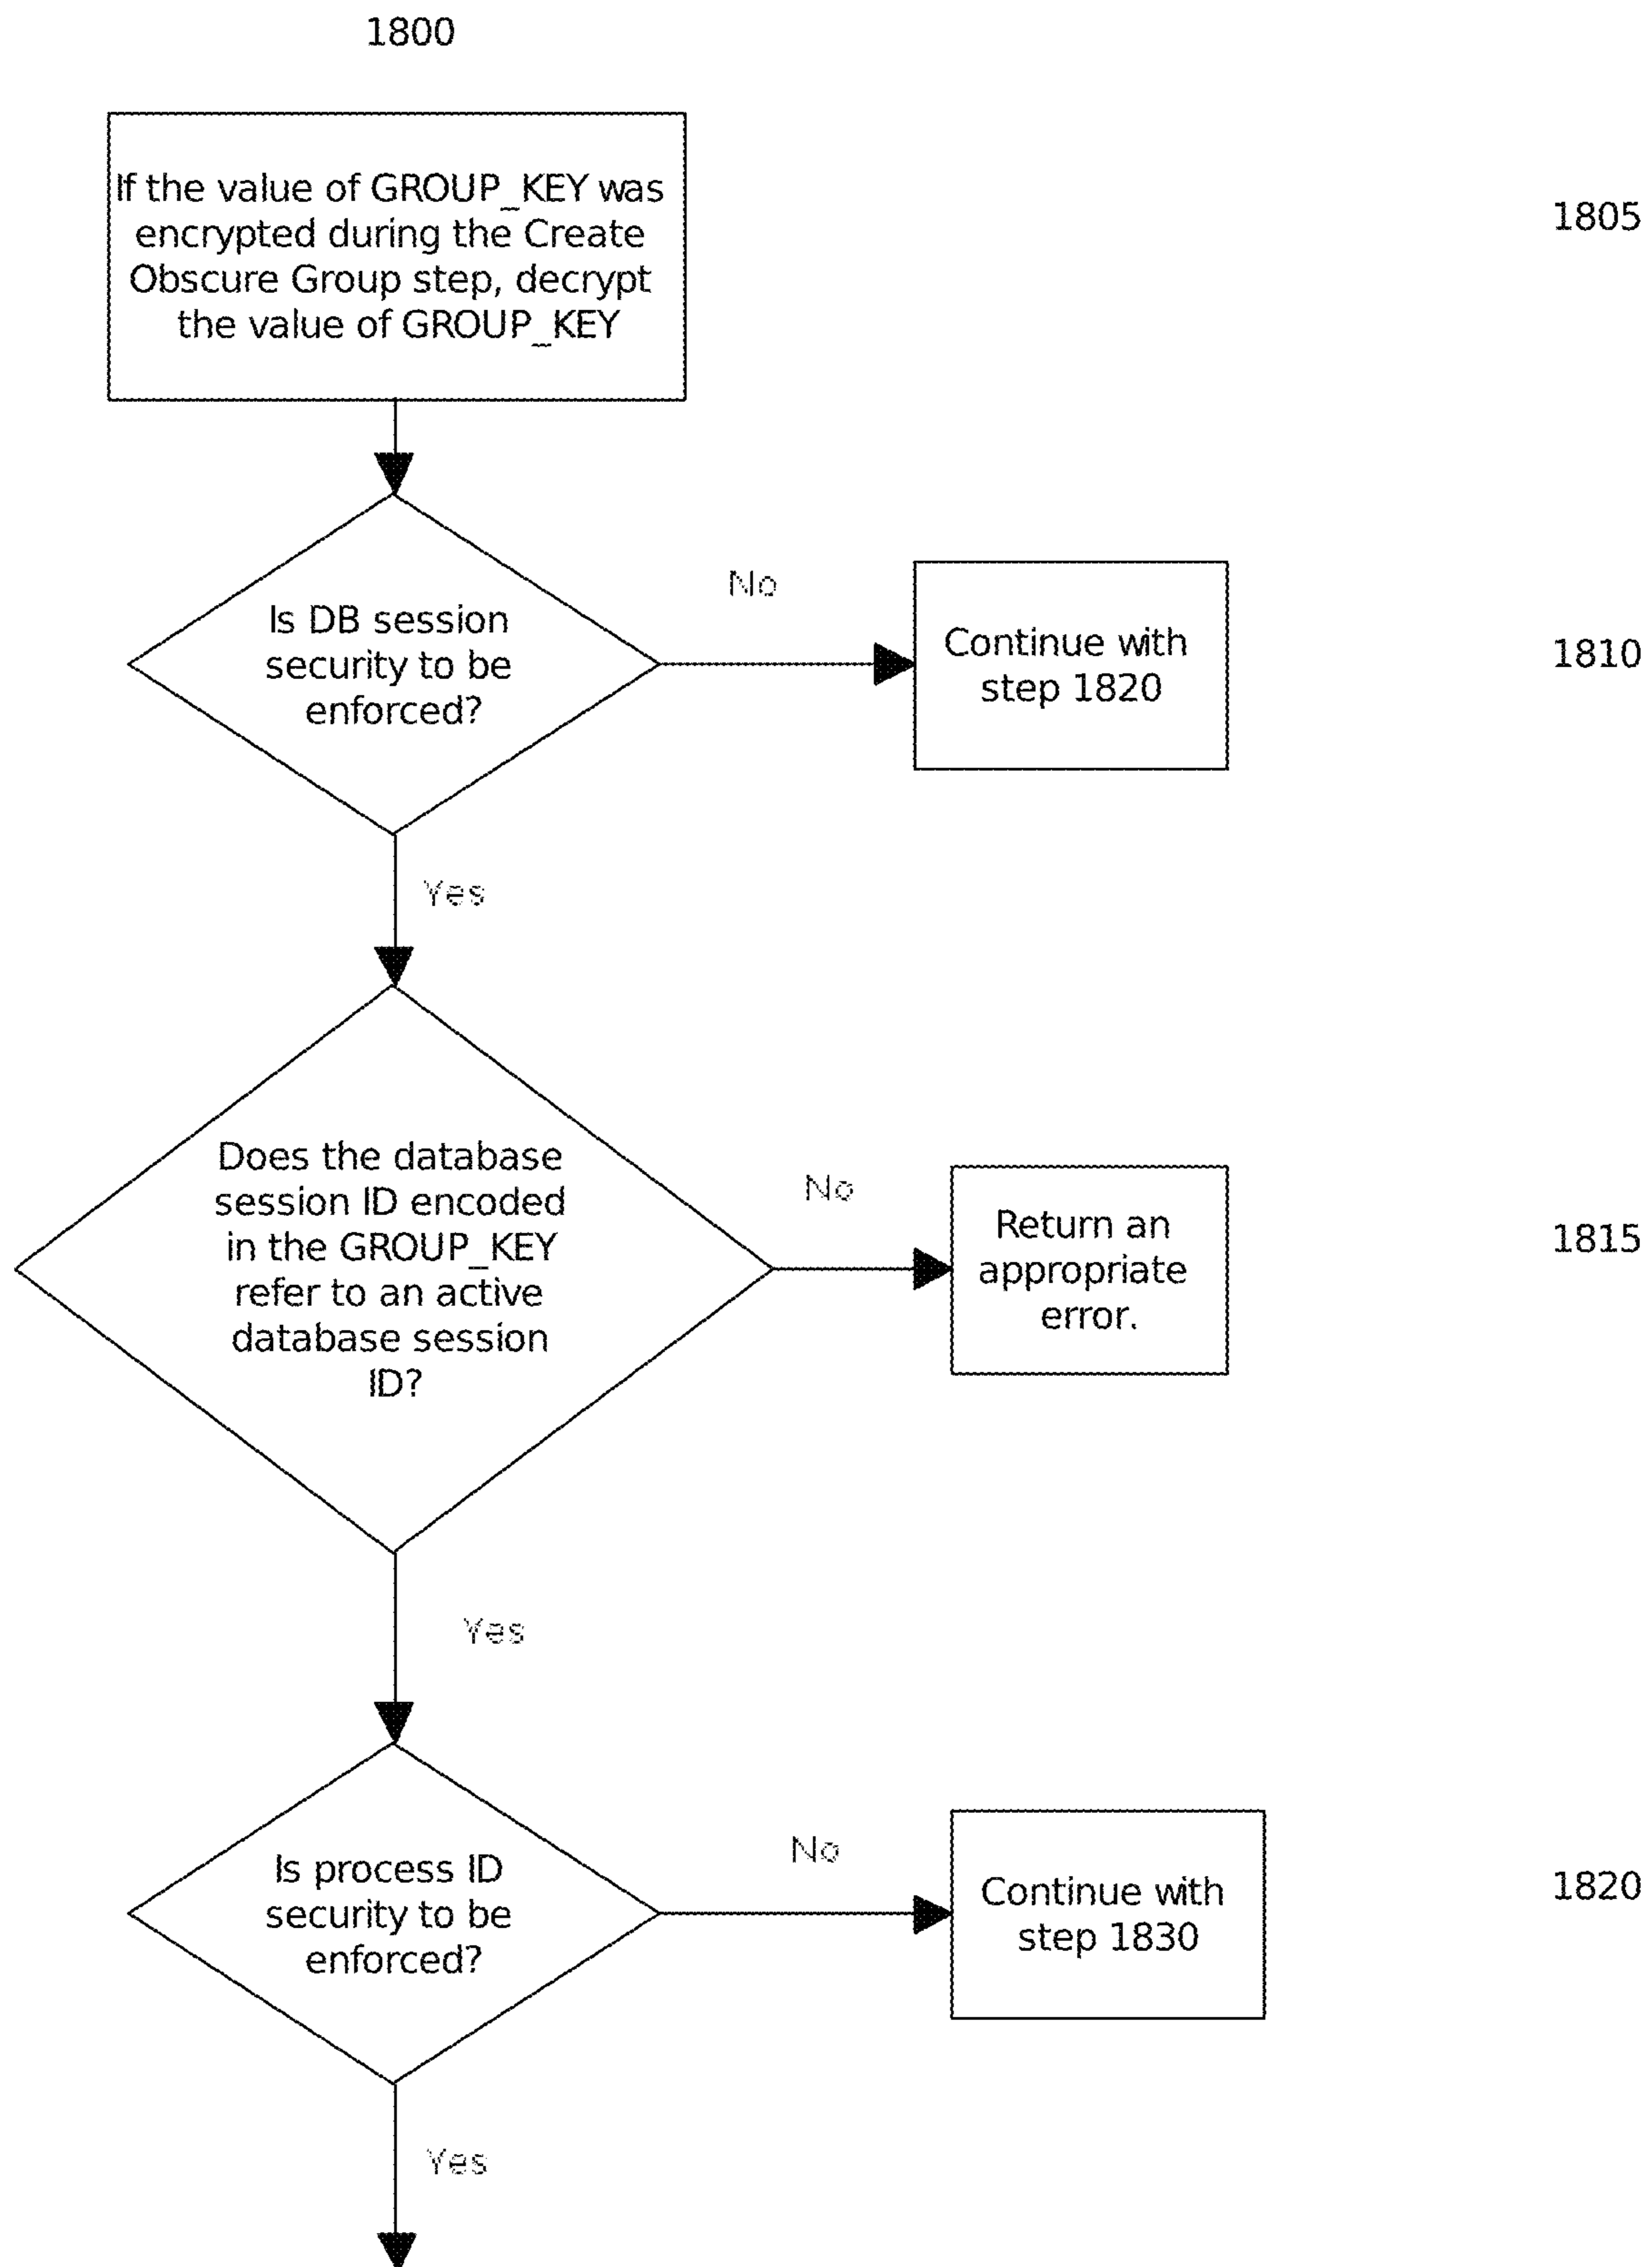 1800
If the value of GROUP_KEY was
encrypted during the Create
Obscure Group step, decrypt
the value of GROUP_KEY
1805
Is DB session
security to be
enforced?
No
Continue with
step 1820
1810
Yes
Does the database
session ID encoded
in the GROUP_KEY
refer to an active
database session
ID?
No
Return an
appropriate
error.
1815
Yes
Is process ID
security to be
enforced?
No
Continue with
step 1830
1820
Yes